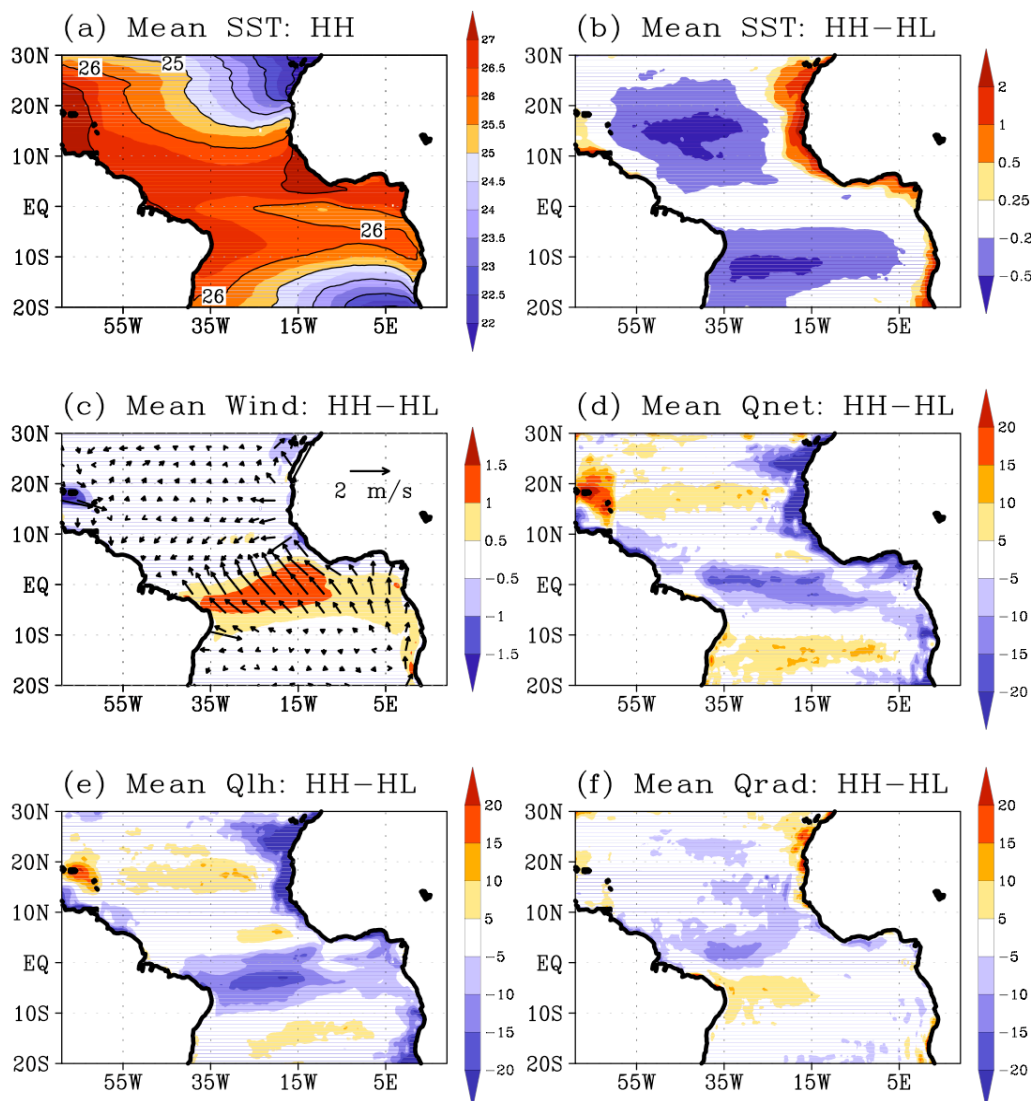 (a) Mean SST: HH
30N
20N
10N
EQ
10S
20S
55W 35W 15W 5E
26
25
26
26
27
26.5
26
25.5
25
24.5
24
23.5
23
22.5
22
(b) Mean SST: HH−HL
30N
20N
10N
EQ
10S
20S
55W 35W 15W 5E
2
1
0.5
0.25
−0.2
−0.5
(c) Mean Wind: HH−HL
30N
20N
10N
EQ
10S
20S
55W 35W 15W 5E
2 m/s
1.5
1
0.5
−0.5
−1
−1.5
(d) Mean Qnet: HH−HL
30N
20N
10N
EQ
10S
20S
55W 35W 15W 5E
20
15
10
5
−5
−10
−15
−20
(e) Mean Qlh: HH−HL
30N
20N
10N
EQ
10S
20S
55W 35W 15W 5E
20
15
10
5
−5
−10
−15
−20
(f) Mean Qrad: HH−HL
30N
20N
10N
EQ
10S
20S
55W 35W 15W 5E
20
15
10
5
−5
−10
−15
−20